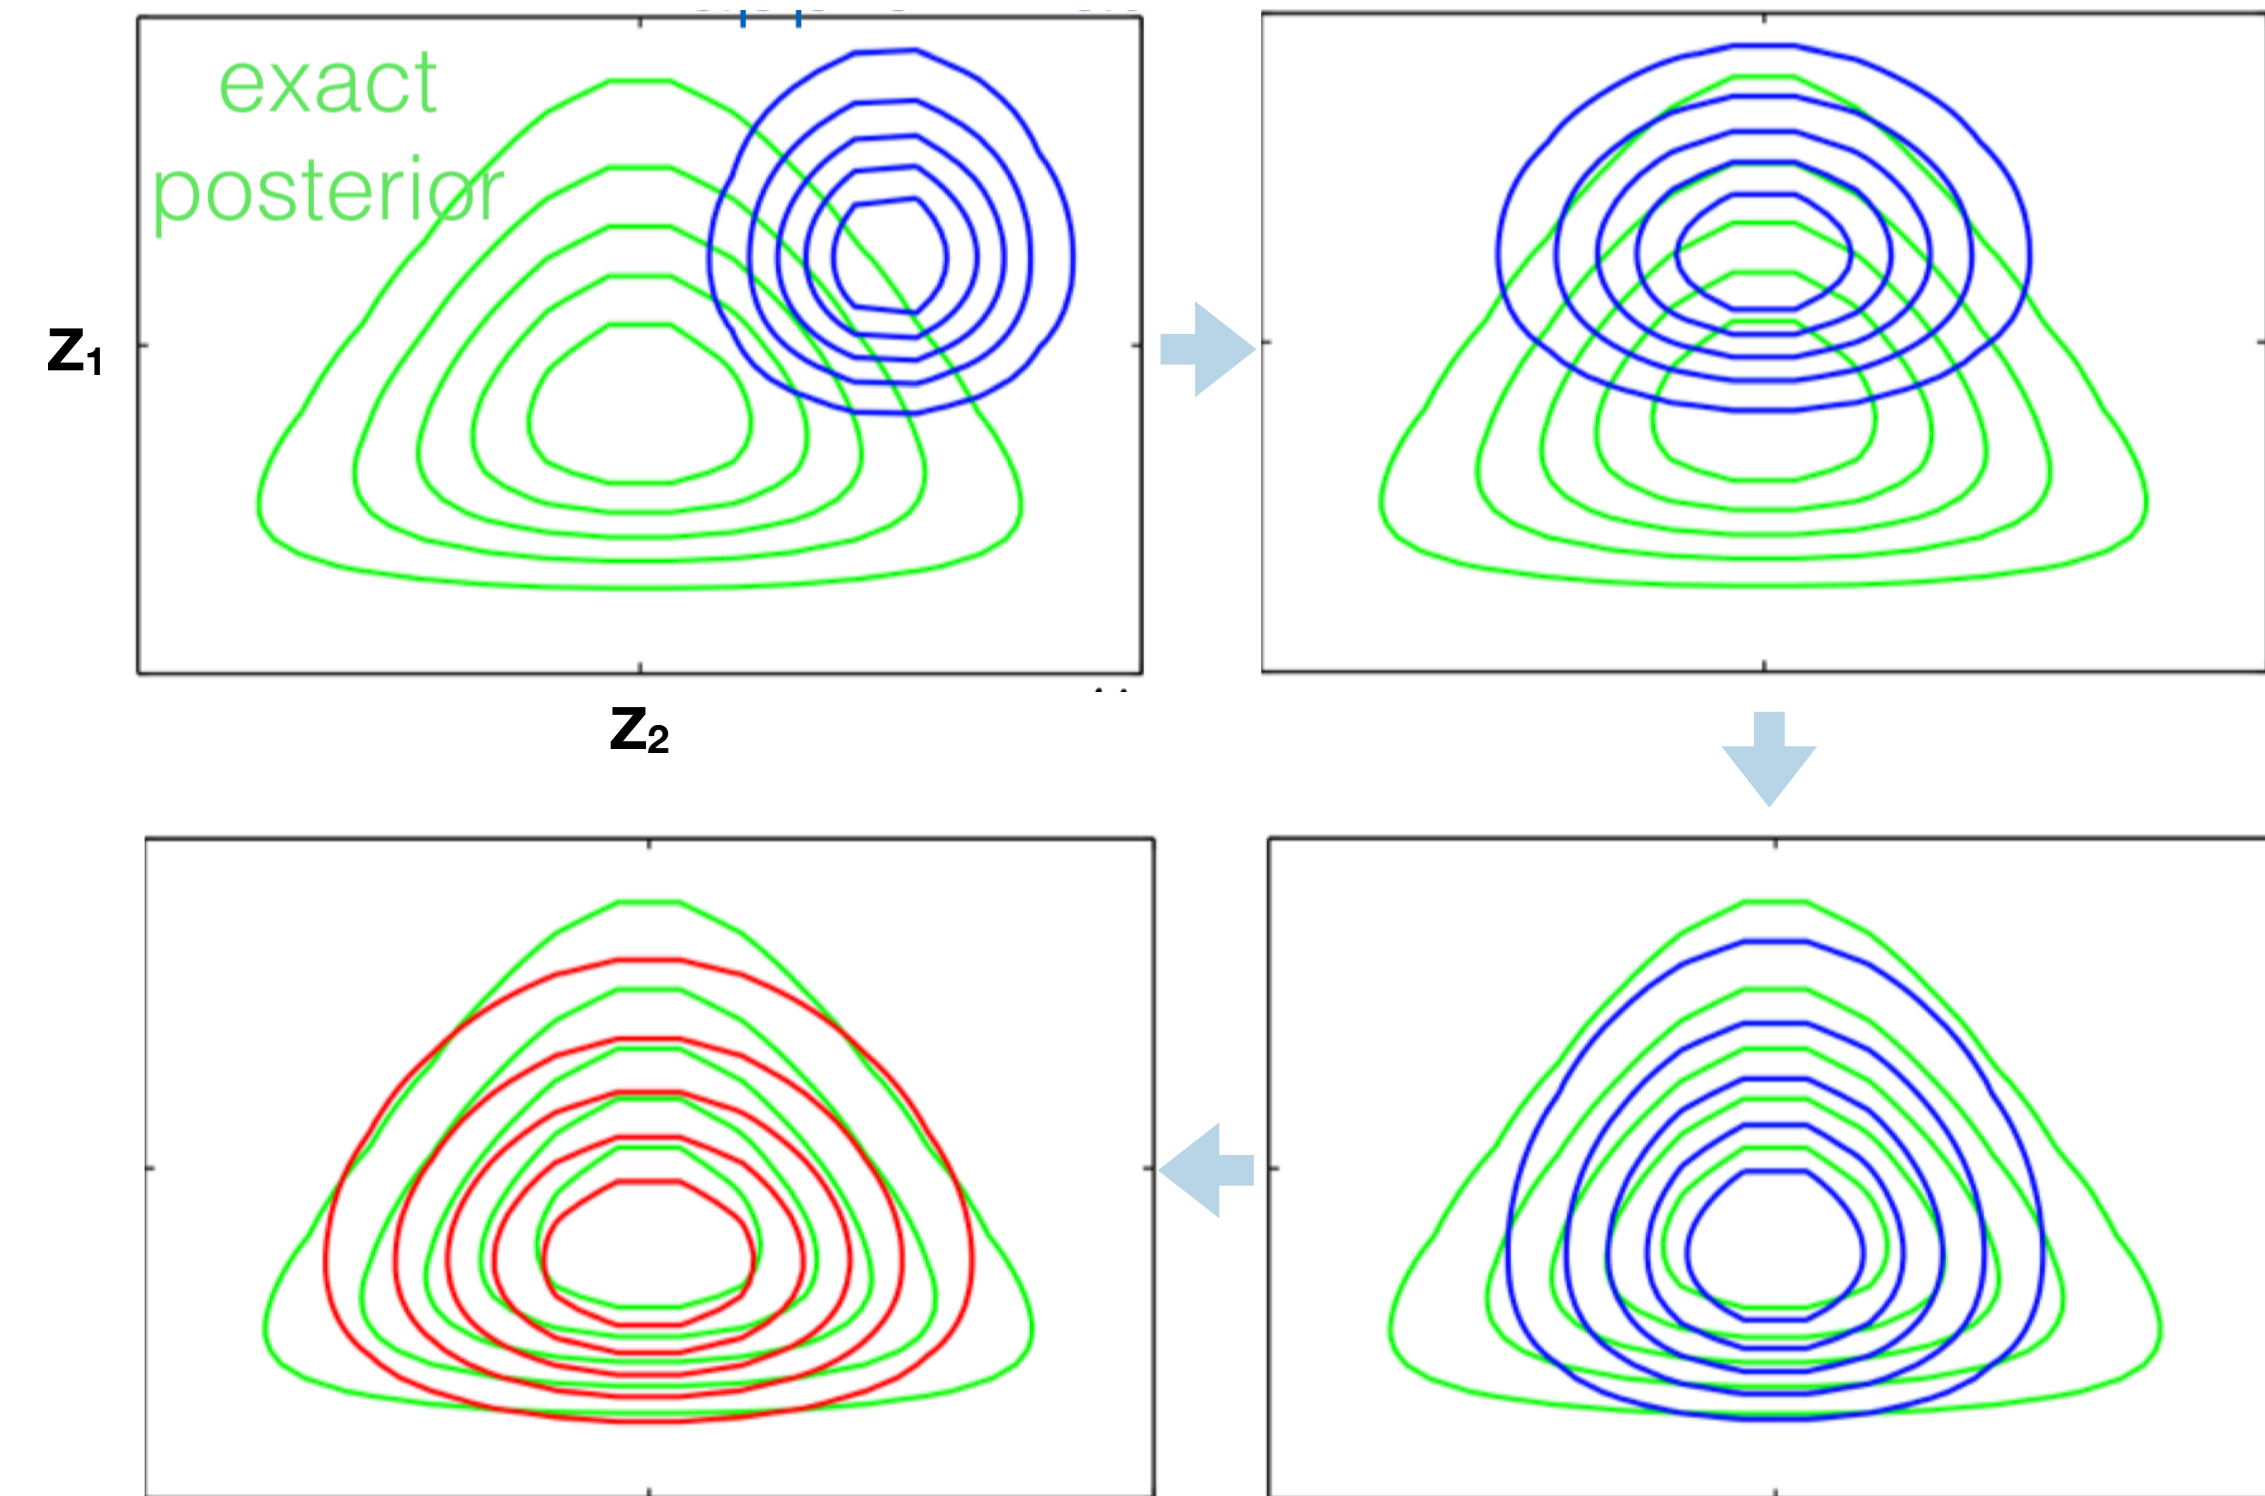 exact
posterior
z₁
z₂